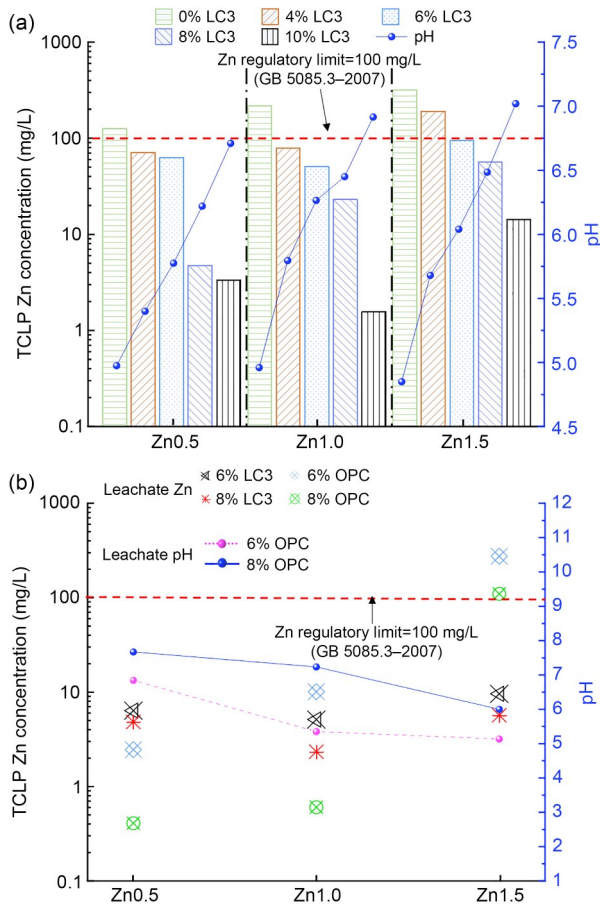 (a)
0% LC3 4% LC3 6% LC3
8% LC3 10% LC3 pH
1000
100
10
1
0.1
TCLP Zn concentration (mg/L)
Zn regulatory limit=100 mg/L
(GB 5085.3–2007)
7.5
7.0
6.5
6.0
5.5
5.0
4.5
pH
Zn0.5 Zn1.0 Zn1.5
(b)
Leachate Zn
6% LC3 6% OPC
8% LC3 8% OPC
Leachate pH
6% OPC
8% OPC
1000
100
10
1
0.1
TCLP Zn concentration (mg/L)
Zn regulatory limit=100 mg/L
(GB 5085.3–2007)
12
11
10
9
8
7
6
5
4
3
2
1
pH
Zn0.5 Zn1.0 Zn1.5